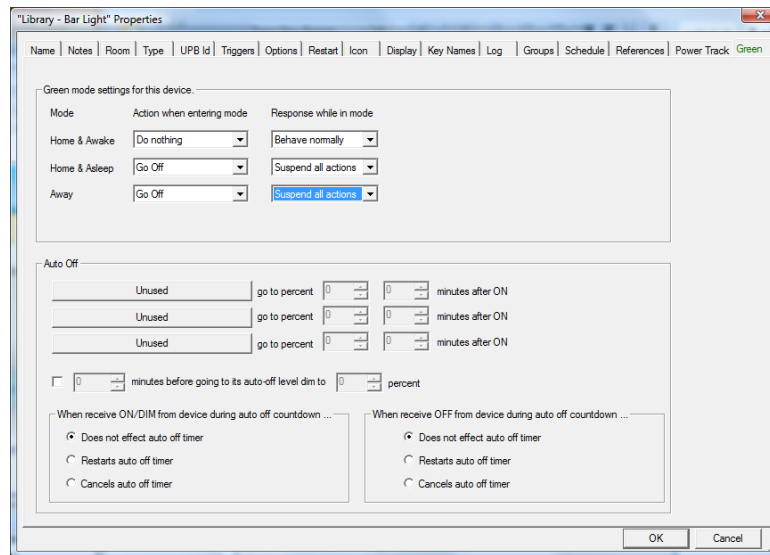 "Library - Bar Light" Properties
Name Notes Room Type UPB Id Triggers Options Restart Icon Display Key Names Log Groups Schedule References Power Track Green
Green mode settings for this device.
Mode Action when entering mode Response while in mode
Home & Awake Do nothing Behave normally
Home & Asleep Go Off Suspend all actions
Away Go Off Suspend all actions
Auto Off
Unused go to percent 0 0 minutes after ON
Unused go to percent 0 0 minutes after ON
Unused go to percent 0 0 minutes after ON
0 minutes before going to its auto-off level dim to 0 percent
When receive ON/DIM from device during auto off countdown ... When receive OFF from device during auto off countdown ...
Does not effect auto off timer Does not effect auto off timer
Restarts auto off timer Restarts auto off timer
Cancels auto off timer Cancels auto off timer
OK Cancel